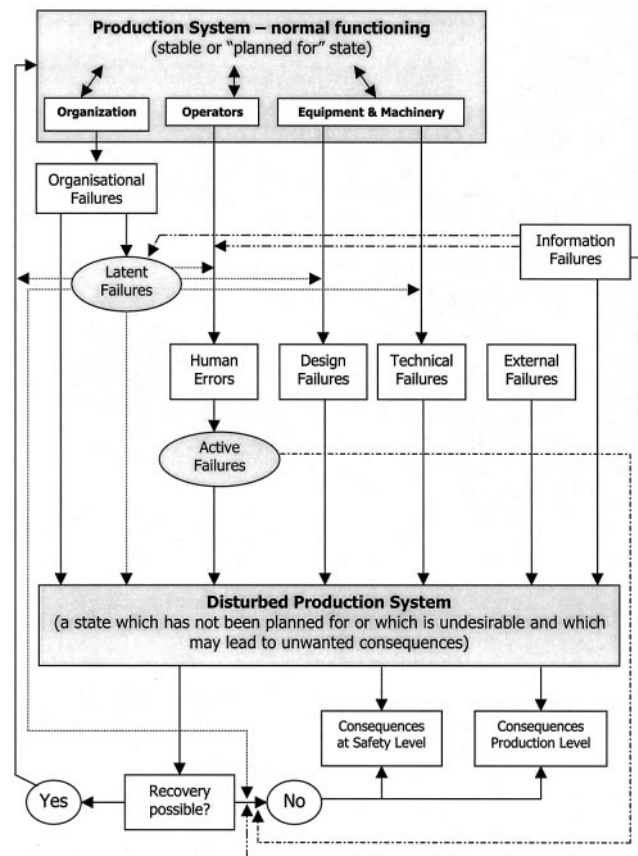 Production System – normal functioning
(stable or “planned for” state)
Organization
Operators
Equipment & Machinery
Organisational
Failures
Information
Failures
Latent
Failures
Human
Errors
Design
Failures
Technical
Failures
External
Failures
Active
Failures
Disturbed Production System
(a state which has not been planned for or which is undesirable and which
may lead to unwanted consequences)
Consequences
at Safety Level
Consequences
Production Level
Yes
Recovery
possible?
No